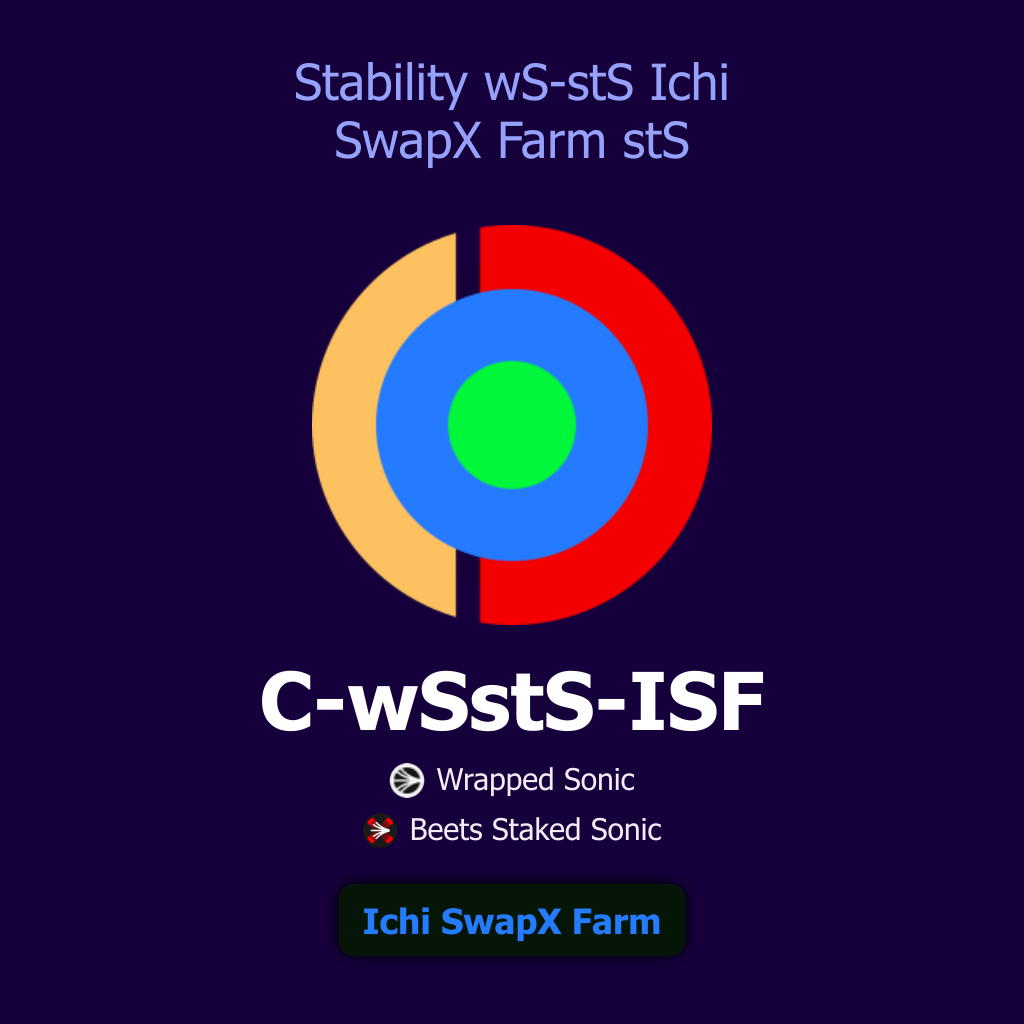 Stability wS-stS Ichi
SwapX Farm stS
C-wSstS-ISF
Wrapped Sonic
Beets Staked Sonic
Ichi SwapX Farm